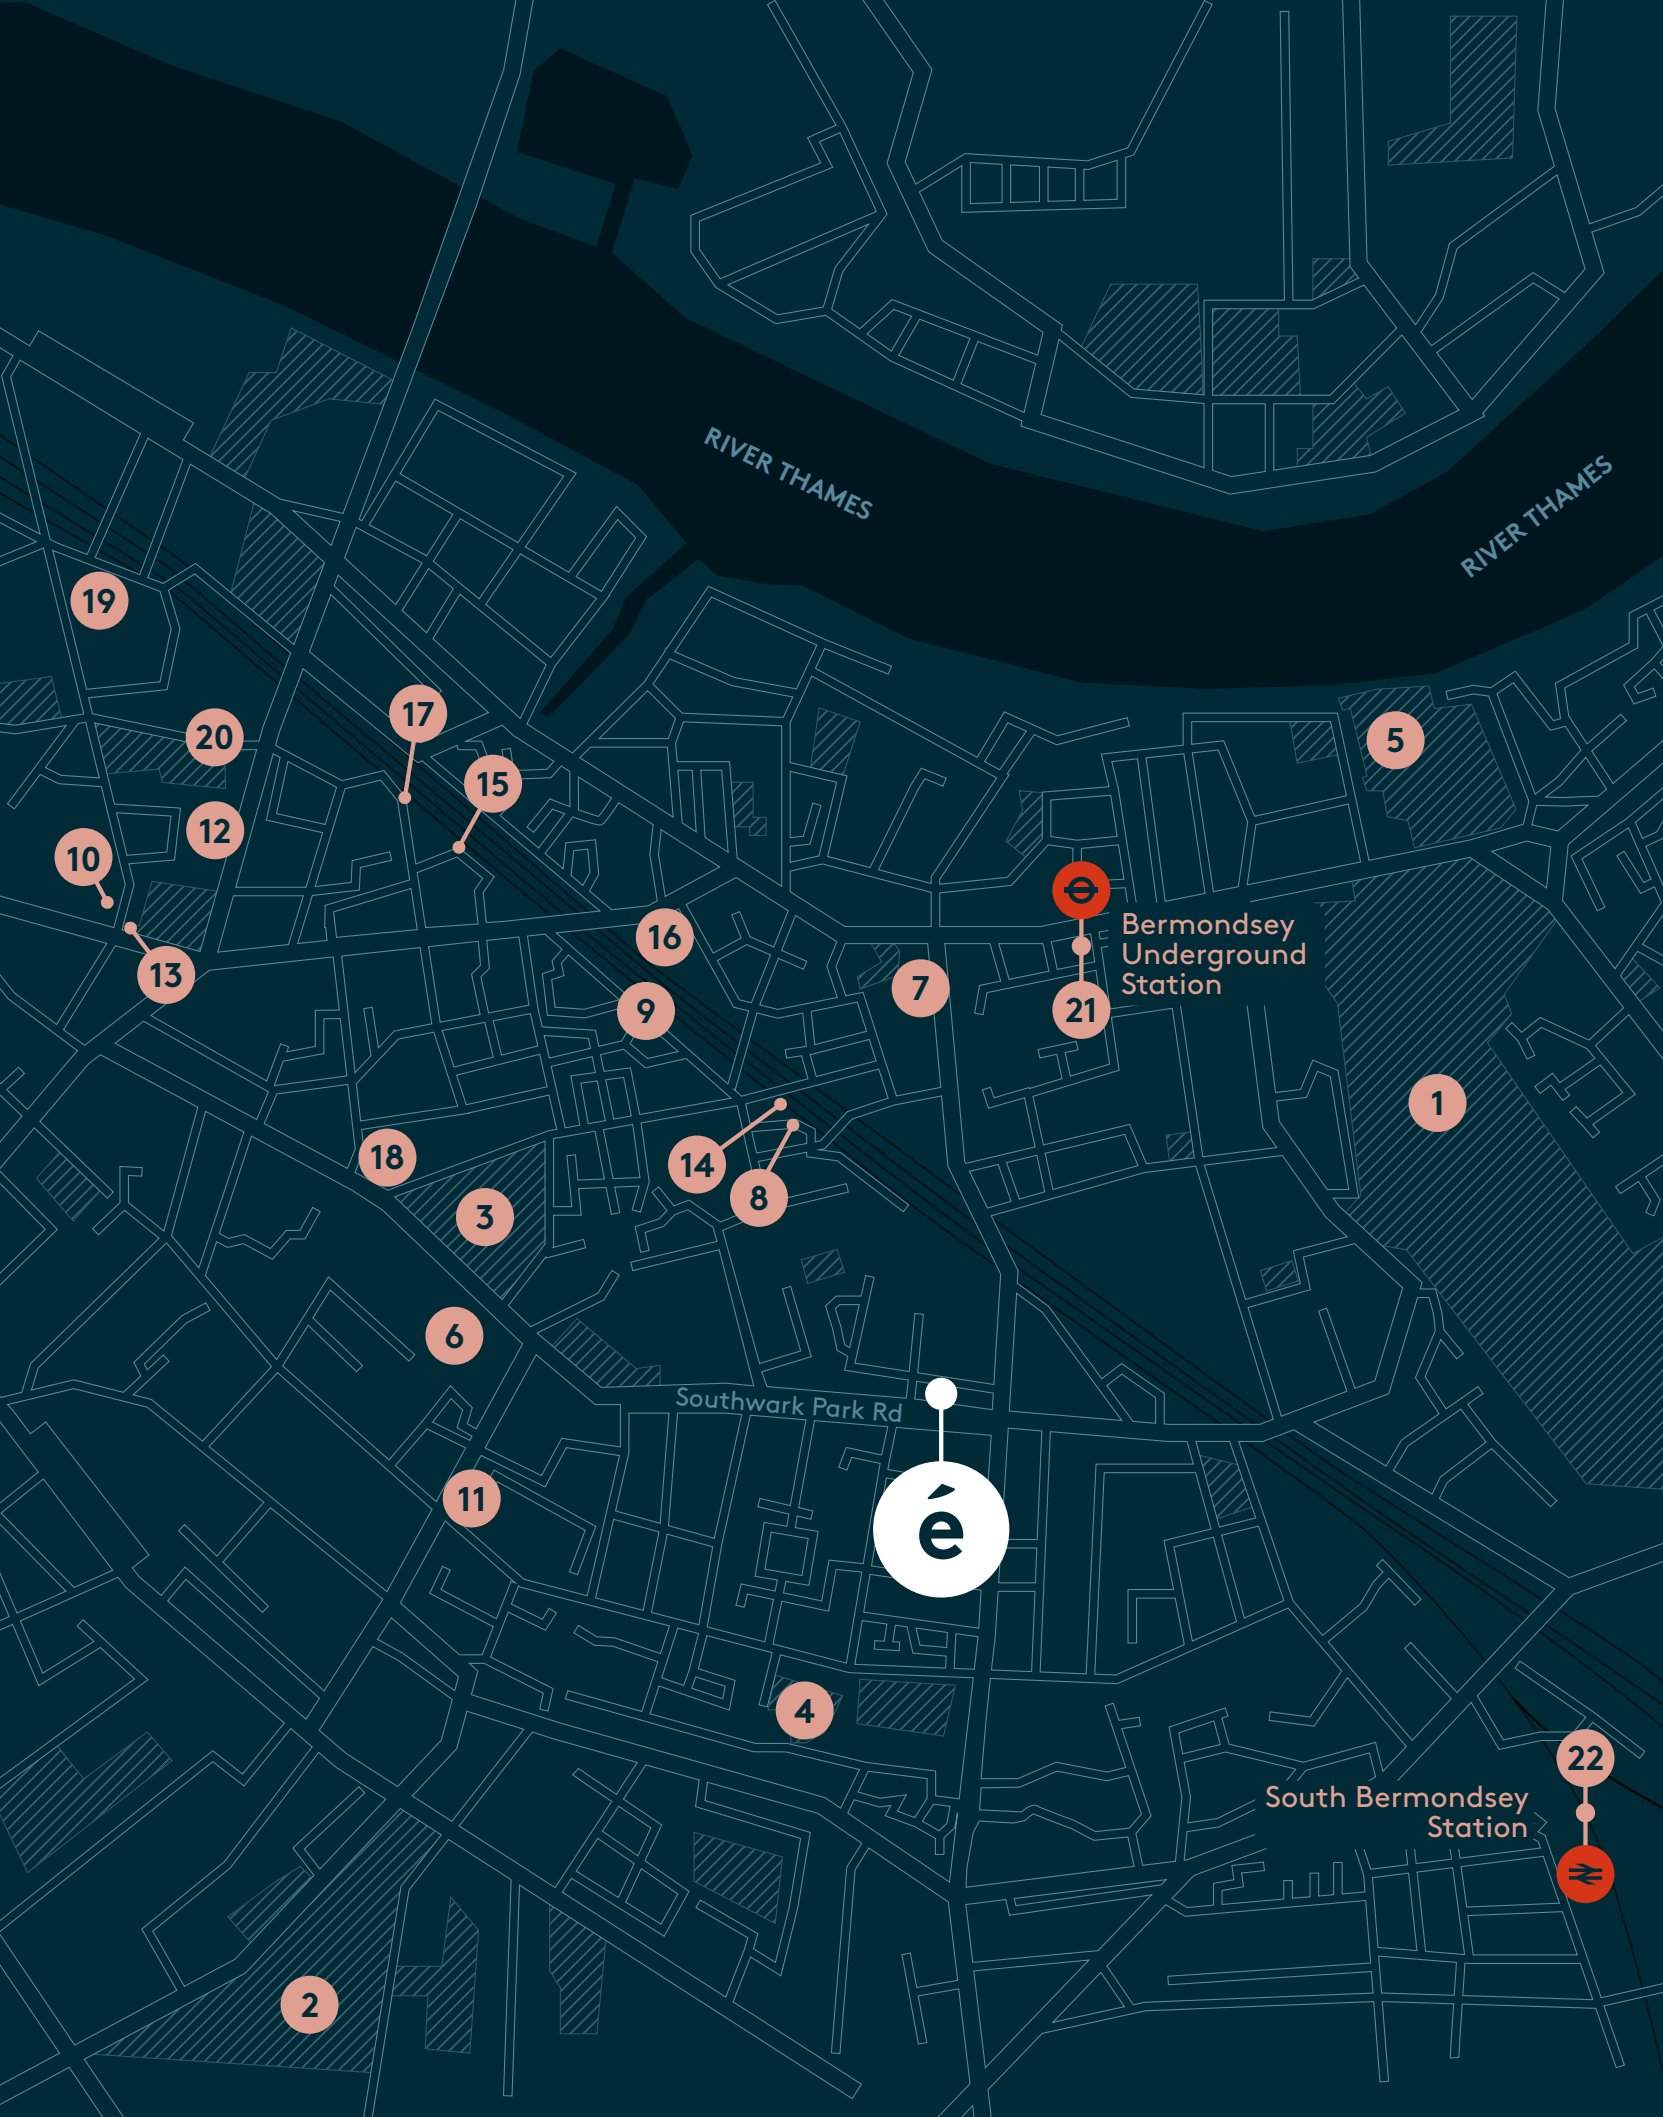 RIVER THAMES
RIVER THAMES
19
17
20
5
15
12
10
Bermondsey
Underground
Station
16
13
7
9
21
1
18
14
8
3
6
Southwark Park Rd
11
é
4
22
South Bermondsey
Station
2